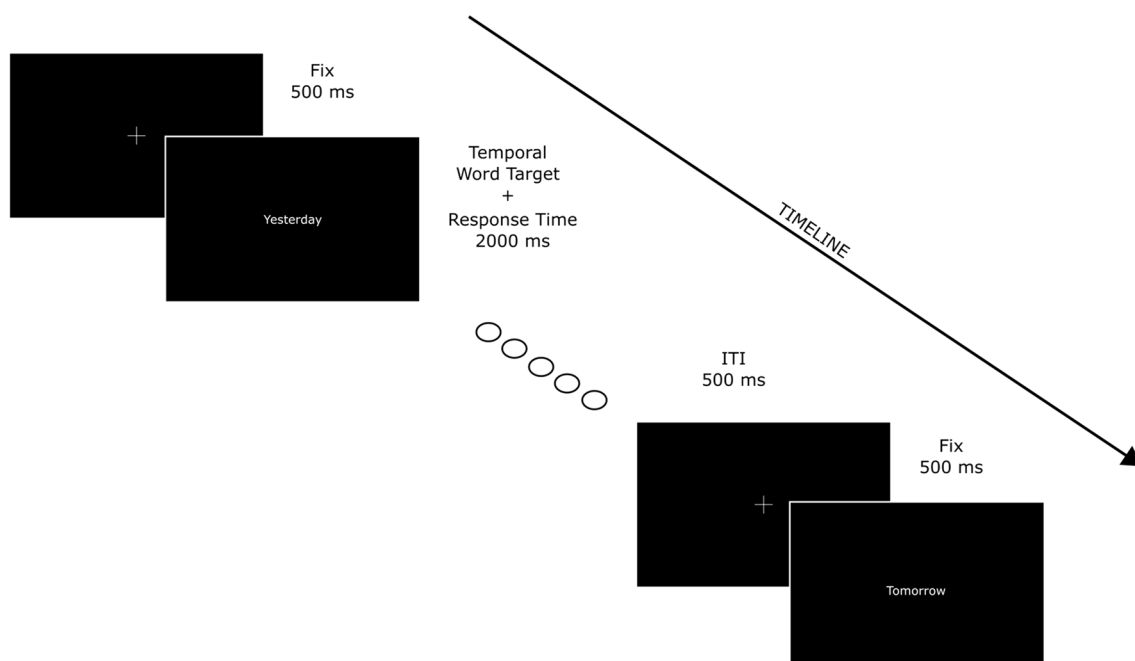 Fix
500 ms
Temporal
Word Target
+
Response Time
2000 ms
Yesterday
TIMELINE
ITI
500 ms
Fix
500 ms
Tomorrow